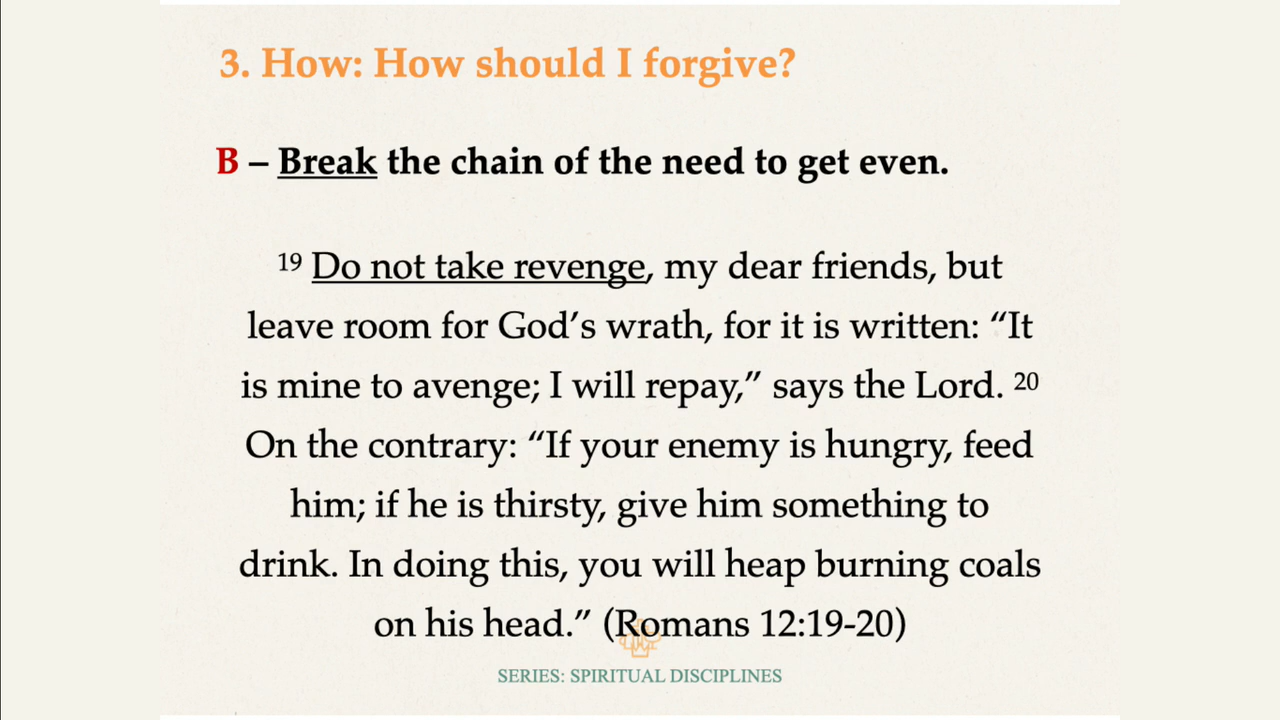 3. How: How should I forgive?
B – Break the chain of the need to get even.
19 Do not take revenge, my dear friends, but
leave room for God’s wrath, for it is written: “It
is mine to avenge; I will repay,” says the Lord. 20
On the contrary: “If your enemy is hungry, feed
him; if he is thirsty, give him something to
drink. In doing this, you will heap burning coals
on his head.” (Romans 12:19-20)
SERIES: SPIRITUAL DISCIPLINES